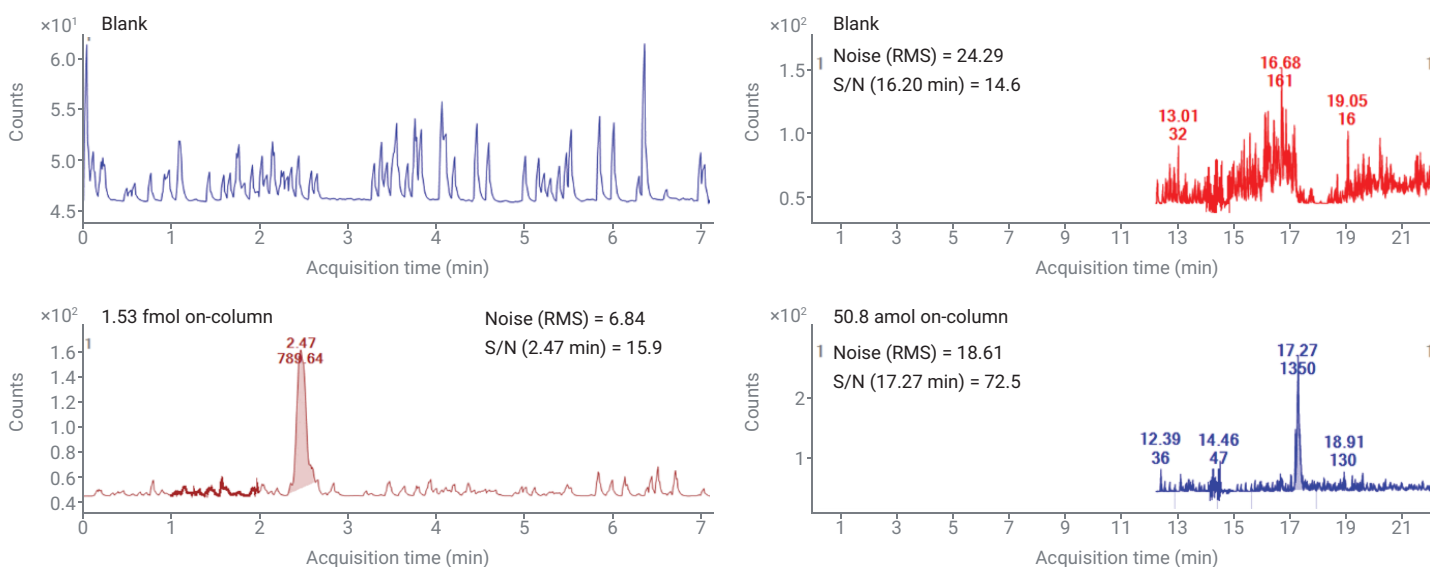 ×10¹ Blank
6.0
5.5
5.0
4.5
Counts
0 1 2 3 4 5 6 7
Acquisition time (min)
×10² Blank
Noise (RMS) = 24.29
S/N (16.20 min) = 14.6
1
1
1.5
1.0
0.5
Counts
16.68
161
13.01
32
19.05
16
1 3 5 7 9 11 13 15 17 19 21
Acquisition time (min)
×10² 1.53 fmol on-column
Noise (RMS) = 6.84
S/N (2.47 min) = 15.9
1
2.47
789.64
1.6
1.4
1.2
1.0
0.8
0.6
0.4
Counts
0 1 2 3 4 5 6 7
Acquisition time (min)
×10² 50.8 amol on-column
Noise (RMS) = 18.61
S/N (17.27 min) = 72.5
1
1
2
1
Counts
17.27
1350
12.39
36
14.46
47
18.91
130
1 3 5 7 9 11 13 15 17 19 21
Acquisition time (min)